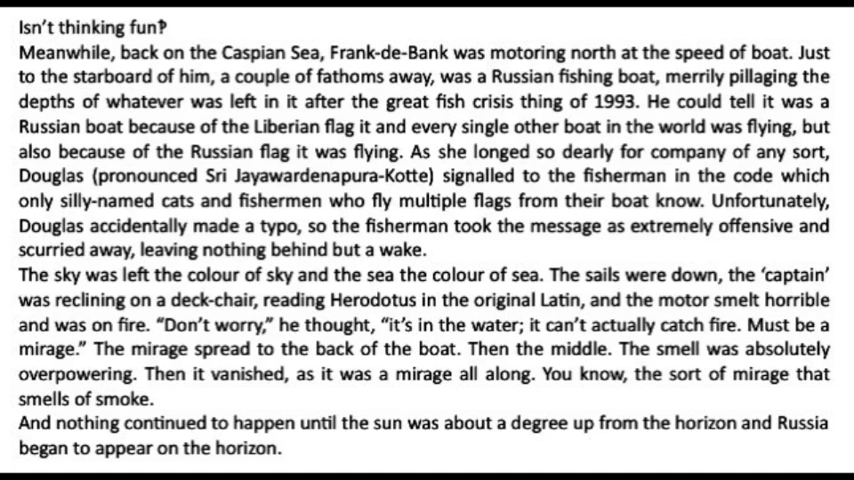 Isn’t thinking fun‽
Meanwhile, back on the Caspian Sea, Frank-de-Bank was motoring north at the speed of boat. Just
to the starboard of him, a couple of fathoms away, was a Russian fishing boat, merrily pillaging the
depths of whatever was left in it after the great fish crisis thing of 1993. He could tell it was a
Russian boat because of the Liberian flag it and every single other boat in the world was flying, but
also because of the Russian flag it was flying. As she longed so dearly for company of any sort,
Douglas (pronounced Sri Jayawardenapura-Kotte) signalled to the fisherman in the code which
only silly-named cats and fishermen who fly multiple flags from their boat know. Unfortunately,
Douglas accidentally made a typo, so the fisherman took the message as extremely offensive and
scurried away, leaving nothing behind but a wake.
The sky was left the colour of sky and the sea the colour of sea. The sails were down, the ‘captain’
was reclining on a deck-chair, reading Herodotus in the original Latin, and the motor smelt horrible
and was on fire. “Don’t worry,” he thought, “it’s in the water; it can’t actually catch fire. Must be a
mirage.” The mirage spread to the back of the boat. Then the middle. The smell was absolutely
overpowering. Then it vanished, as it was a mirage all along. You know, the sort of mirage that
smells of smoke.
And nothing continued to happen until the sun was about a degree up from the horizon and Russia
began to appear on the horizon.